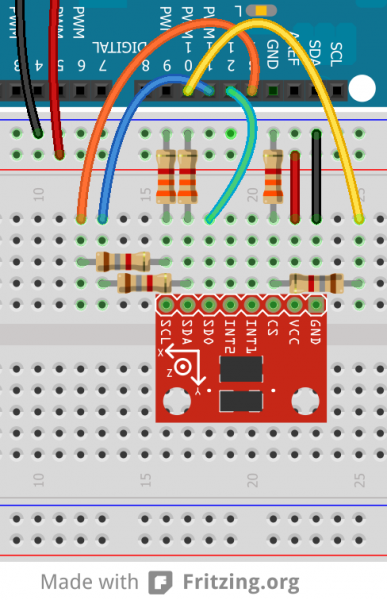 PWM PWM PWM PWM PWM PWM L
DIGITAL
3 4 5 6 7 8 9 10 11 12 13 GND AREF SDA SCL
10 15 20 25
SCL SDA SDO INT2 INT1 CS VCC GND
X
Z
Y
10 15 20 25
Made with Fritzing.org